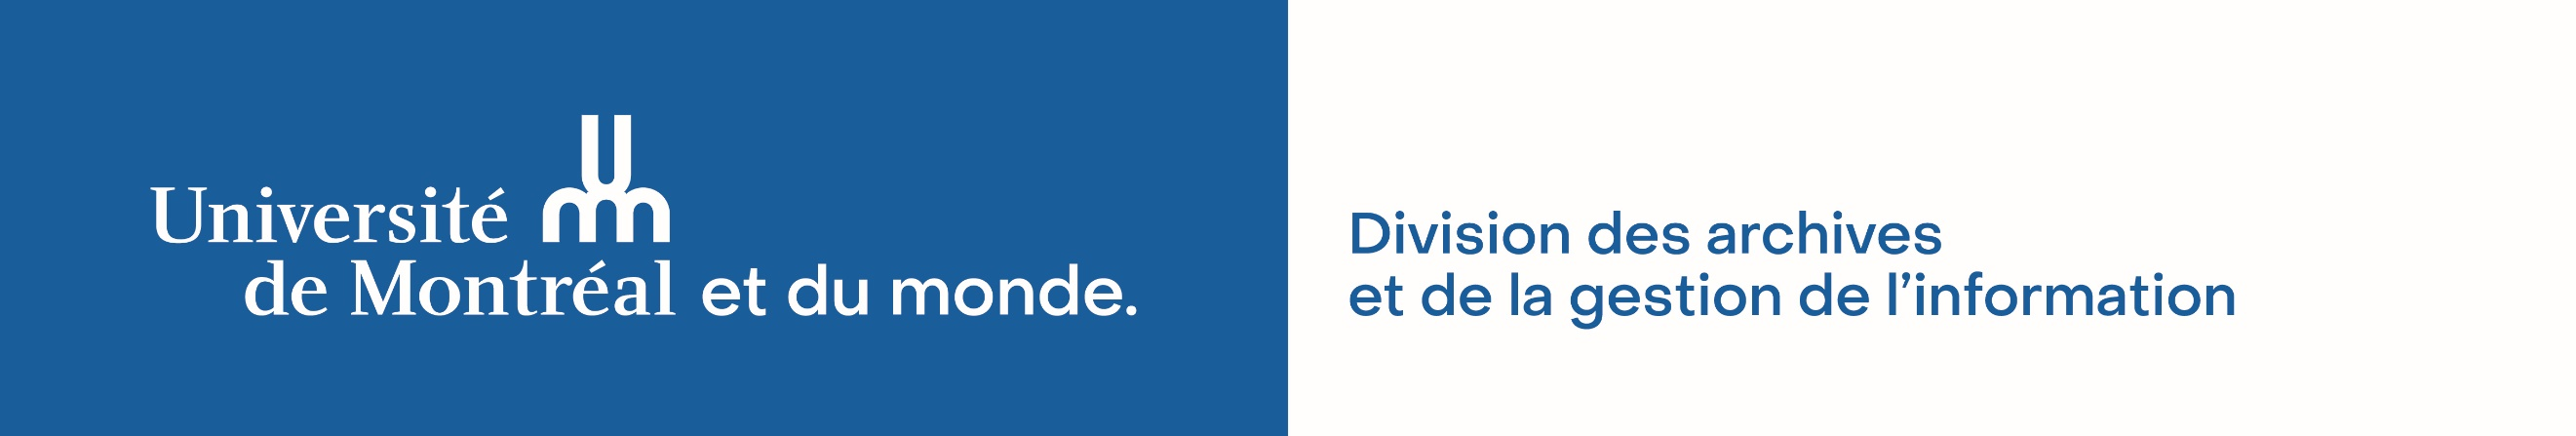 Université
de Montréal et du monde.
Division des archives
et de la gestion de l’information